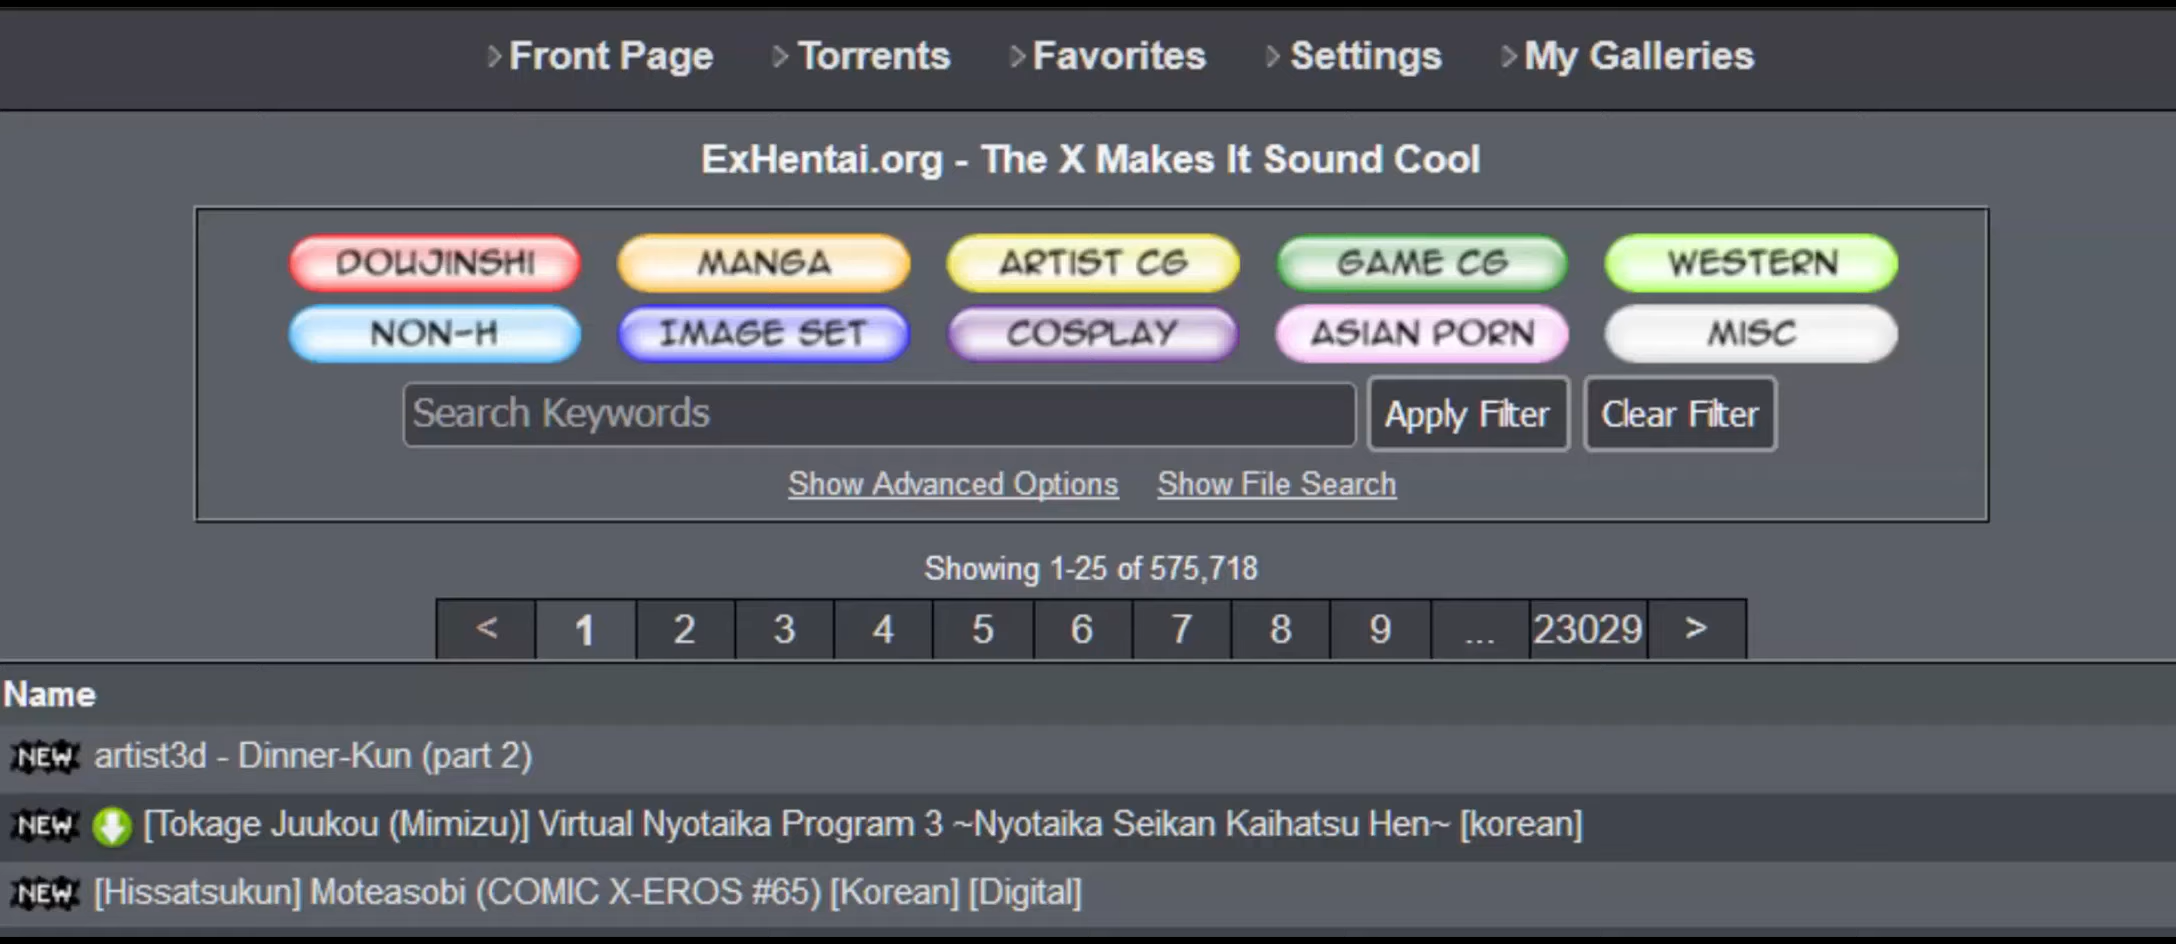 Front Page Torrents Favorites Settings My Galleries
ExHentai.org - The X Makes It Sound Cool
DOUJINSHI MANGA ARTIST CG GAME CG WESTERN
NON-H IMAGE SET COSPLAY ASIAN PORN MISC
Search Keywords Apply Filter Clear Filter
Show Advanced Options Show File Search
Showing 1-25 of 575,718
< 1 2 3 4 5 6 7 8 9 ... 23029 >
Name
NEW artist3d - Dinner-Kun (part 2)
NEW [Tokage Juukou (Mimizu)] Virtual Nyotaika Program 3 ~Nyotaika Seikan Kaihatsu Hen~ [korean]
NEW [Hissatsukun] Moteasobi (COMIC X-EROS #65) [Korean] [Digital]